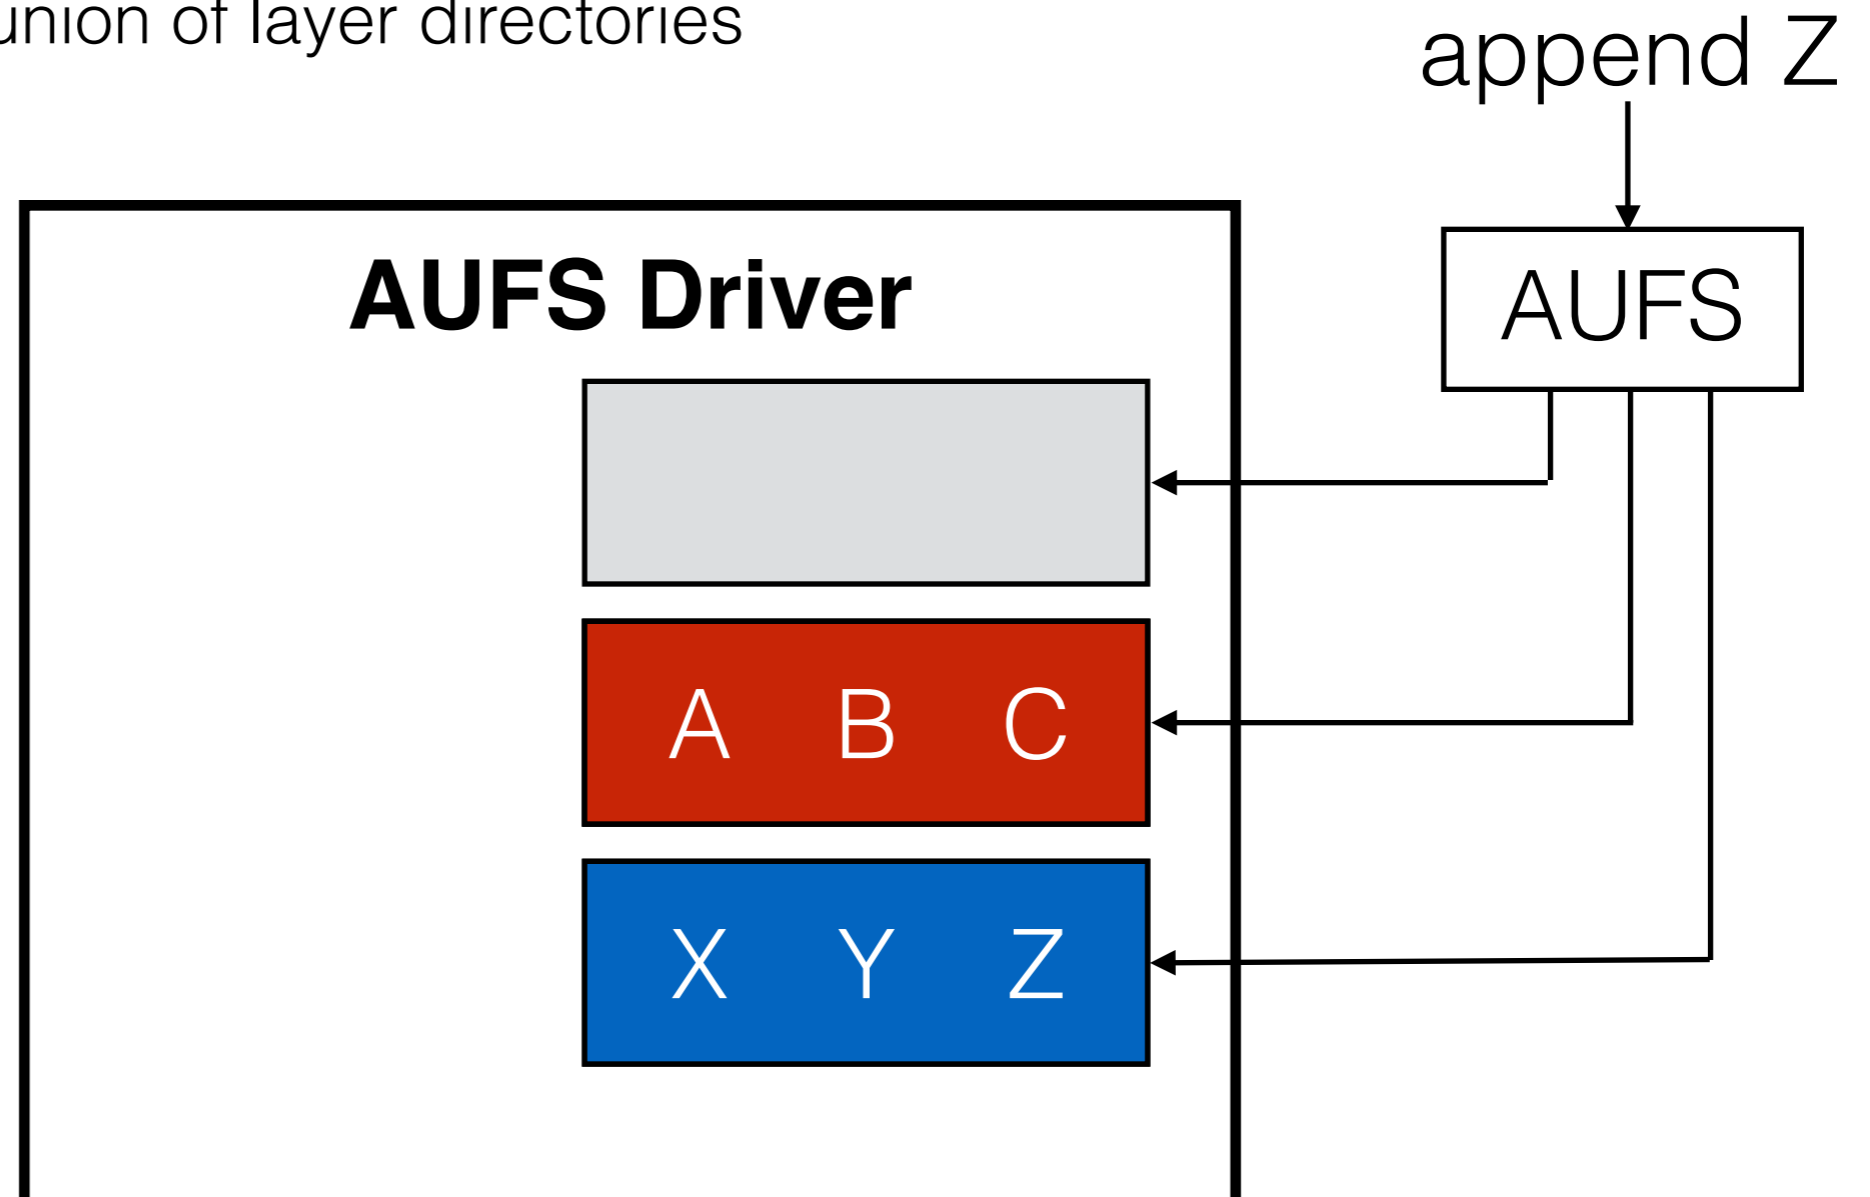 union of layer directories
append Z
AUFS Driver
AUFS
A B C
X Y Z